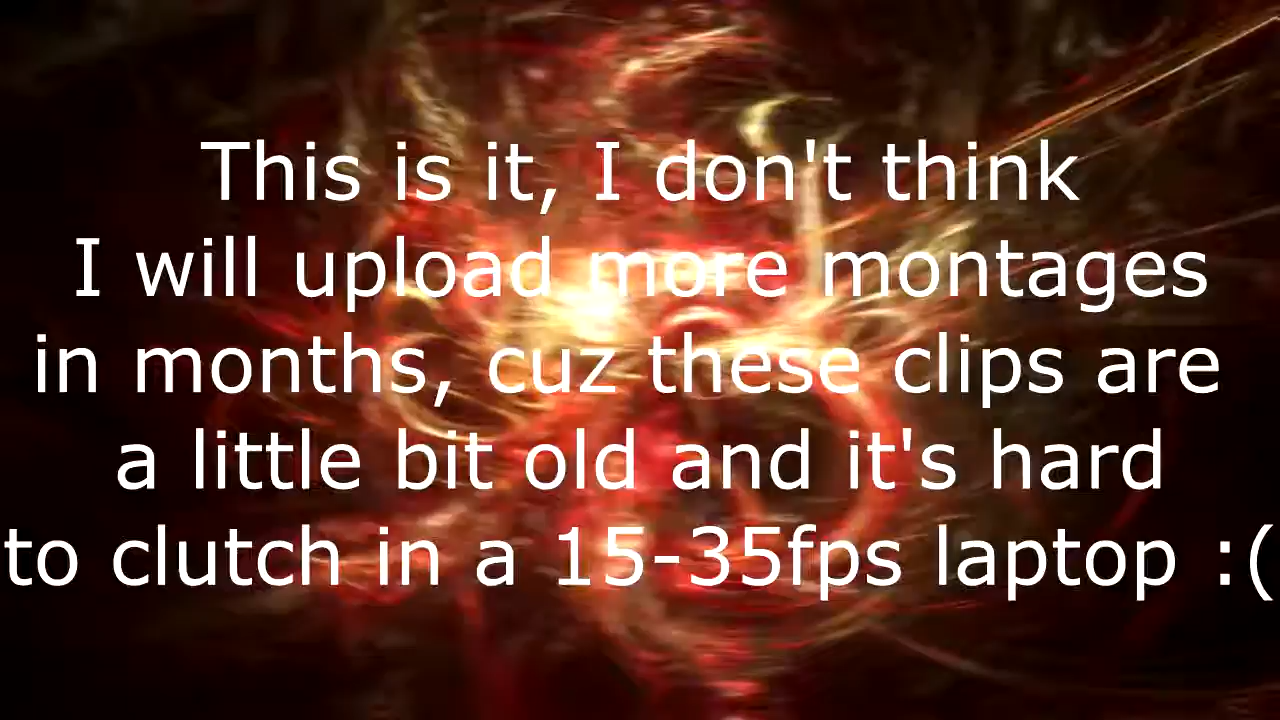 This is it, I don't think
I will upload more montages
in months, cuz these clips are
a little bit old and it's hard
to clutch in a 15-35fps laptop :(